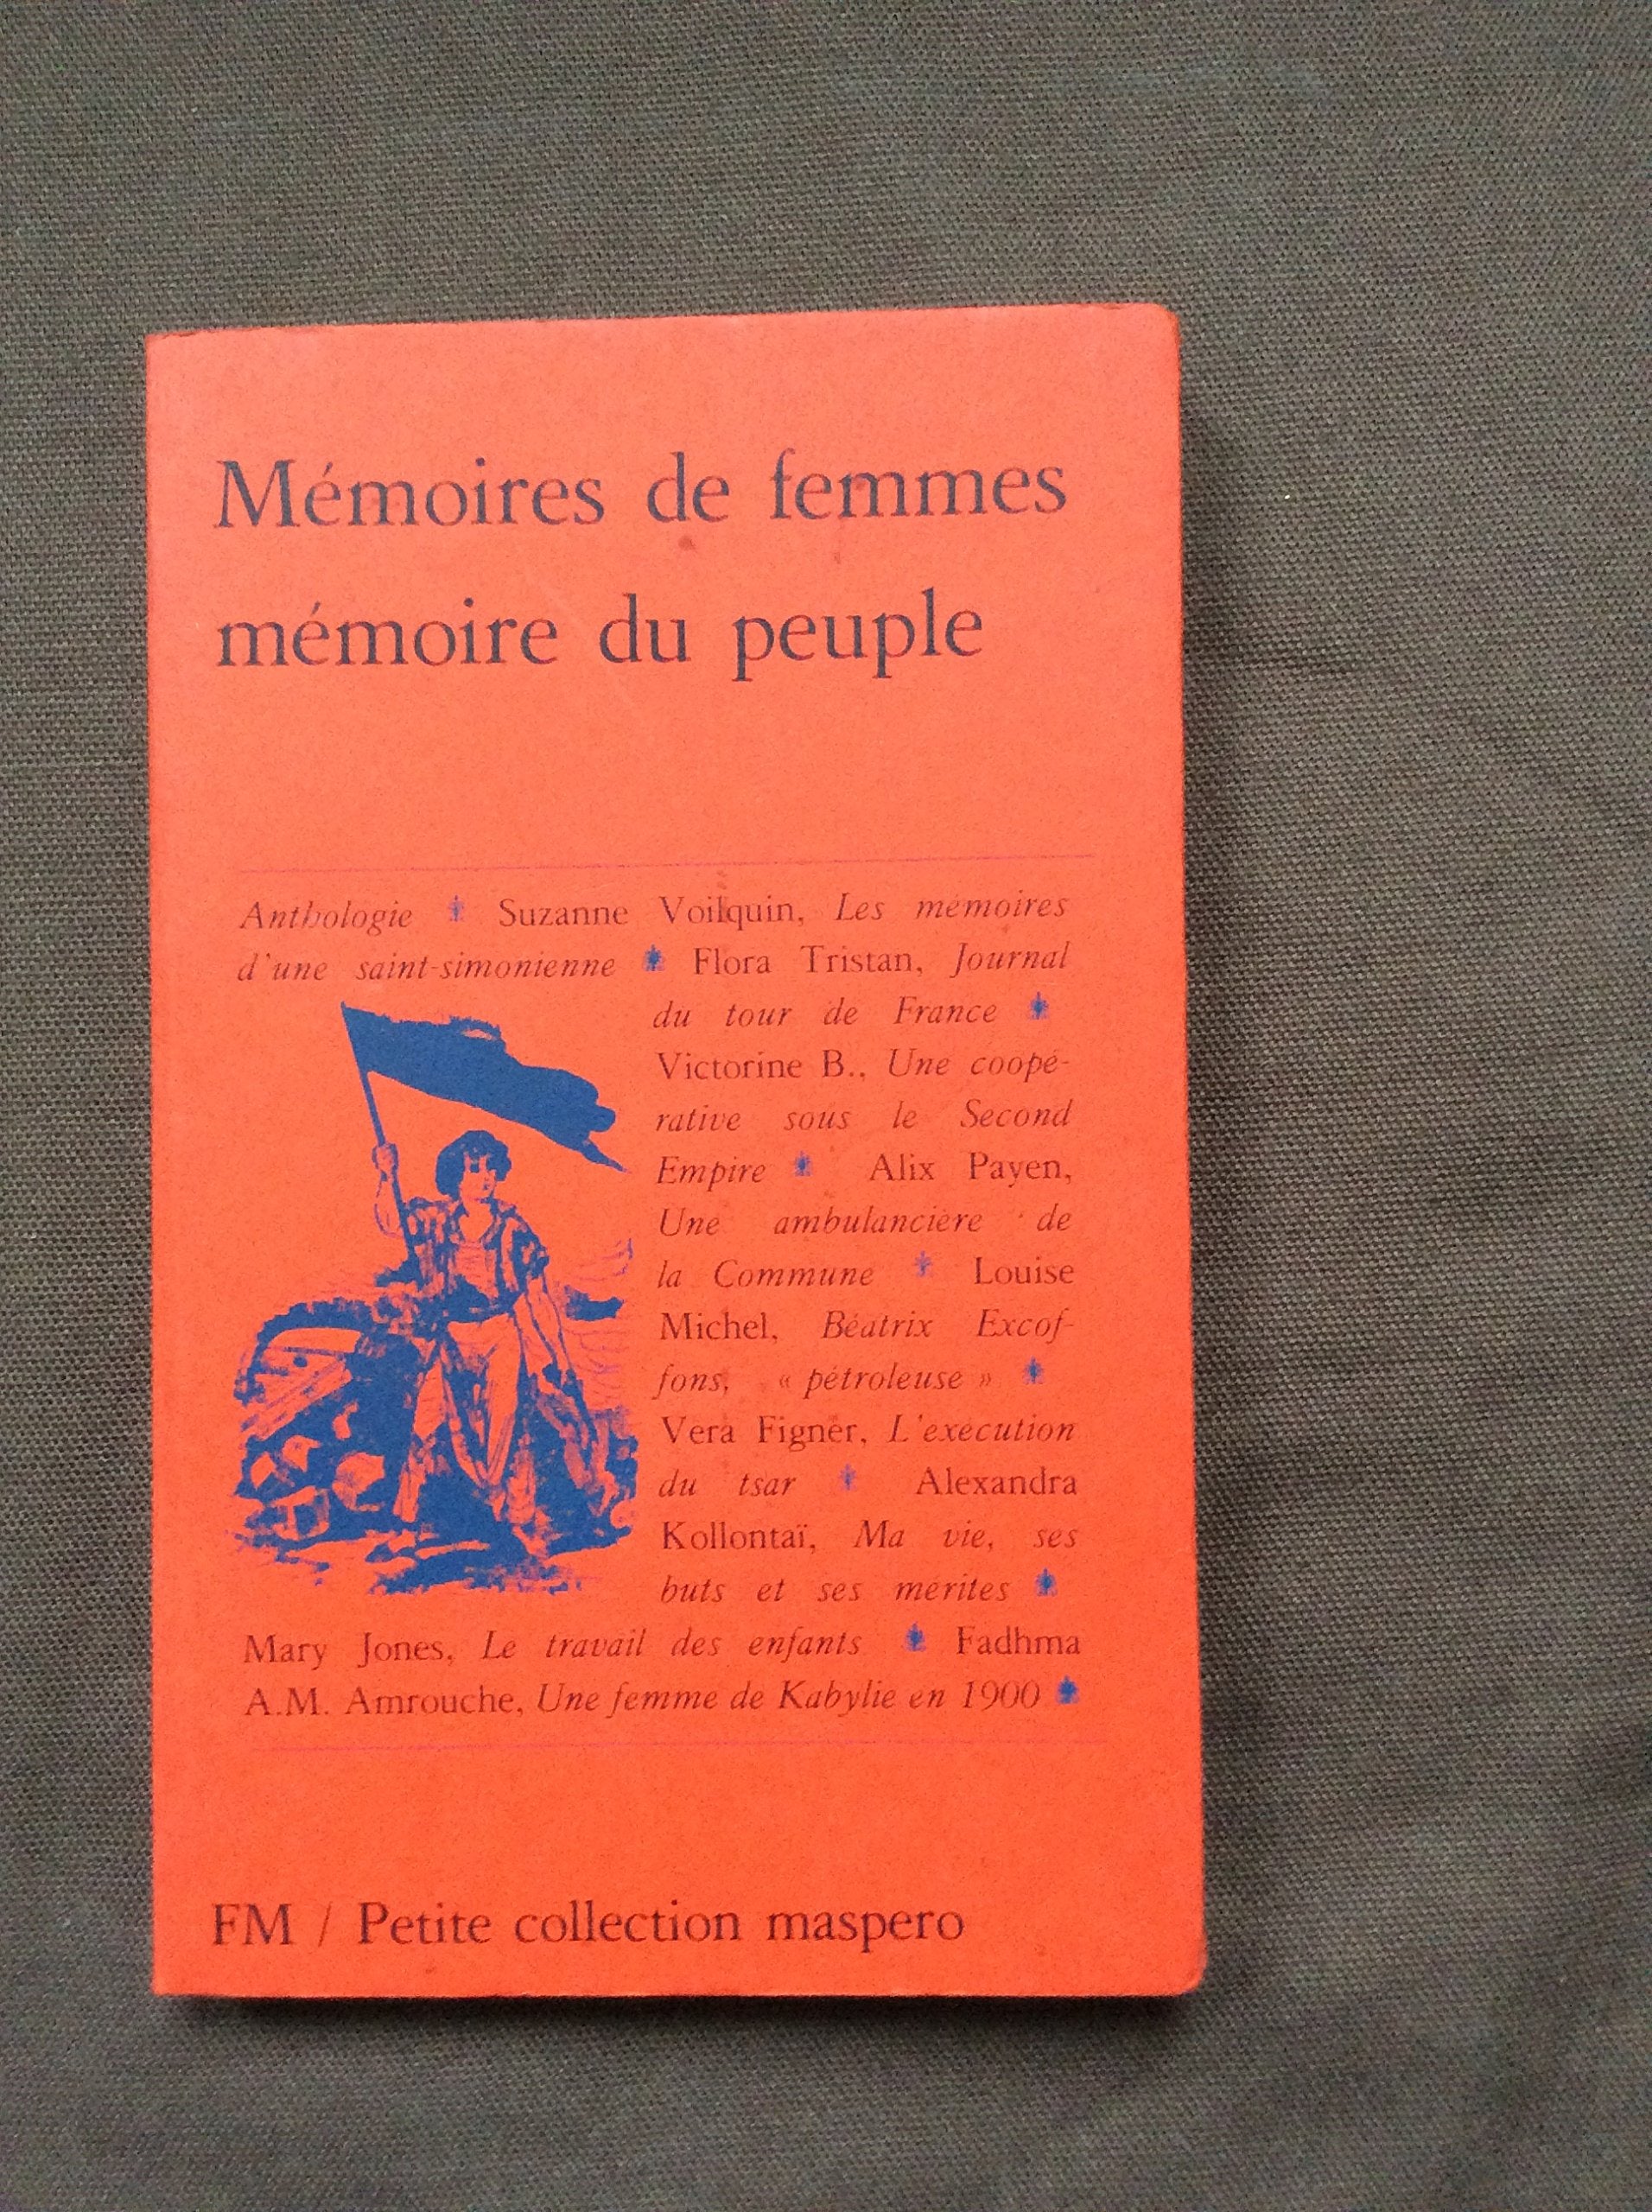 Mémoires de femmes
mémoire du peuple
Anthologie * Suzanne Voilquin, Les mémoires
d'une saint-simonienne * Flora Tristan, Journal
du tour de France *
Victorine B., Une coopé-
rative sous le Second
Empire * Alix Payen,
Une ambulancière de
la Commune * Louise
Michel, Béatrix Excof-
fons, « pétroleuse » *
Vera Figner, L'exécution
du tsar * Alexandra
Kollontaï, Ma vie, ses
buts et ses mérites *
Mary Jones, Le travail des enfants * Fadhma
A.M. Amrouche, Une femme de Kabylie en 1900 *
FM / Petite collection maspero